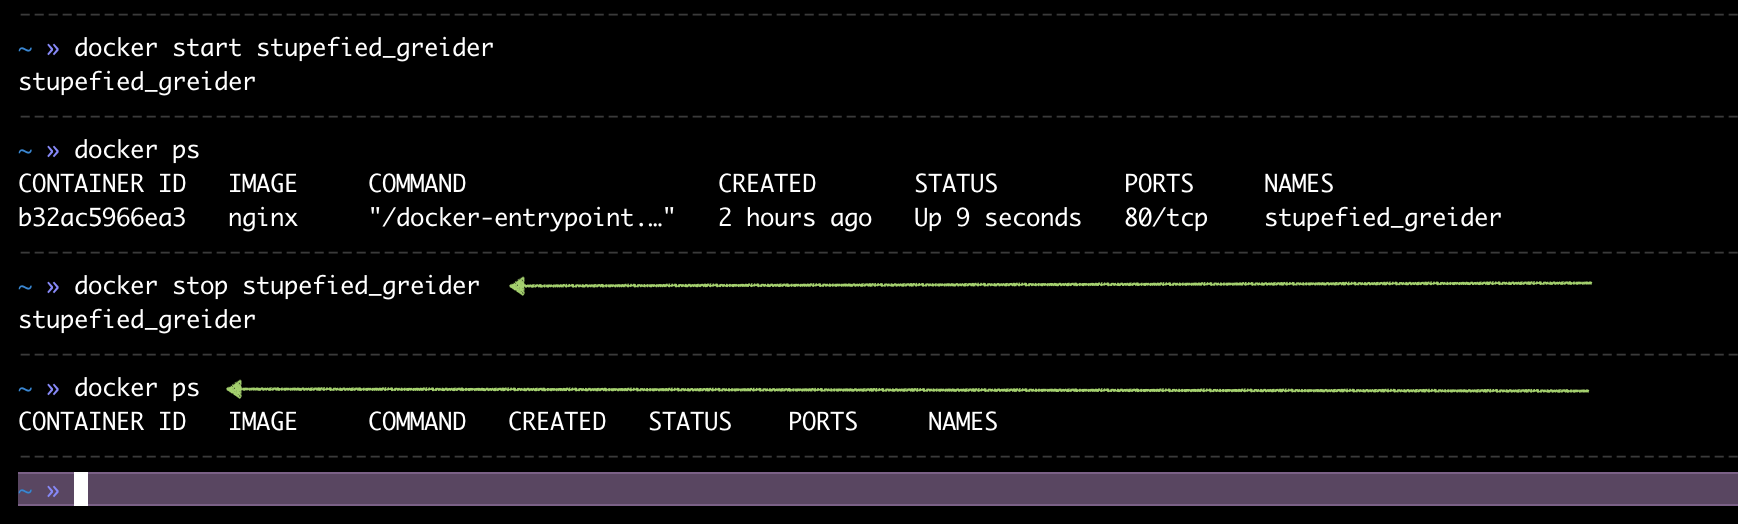 ~ » docker start stupefied_greider
stupefied_greider
~ » docker ps
CONTAINER ID   IMAGE     COMMAND                  CREATED       STATUS         PORTS     NAMES
b32ac5966ea3   nginx     "/docker-entrypoint.…"   2 hours ago   Up 9 seconds   80/tcp    stupefied_greider
~ » docker stop stupefied_greider
stupefied_greider
~ » docker ps
CONTAINER ID   IMAGE     COMMAND   CREATED   STATUS    PORTS     NAMES
~ »